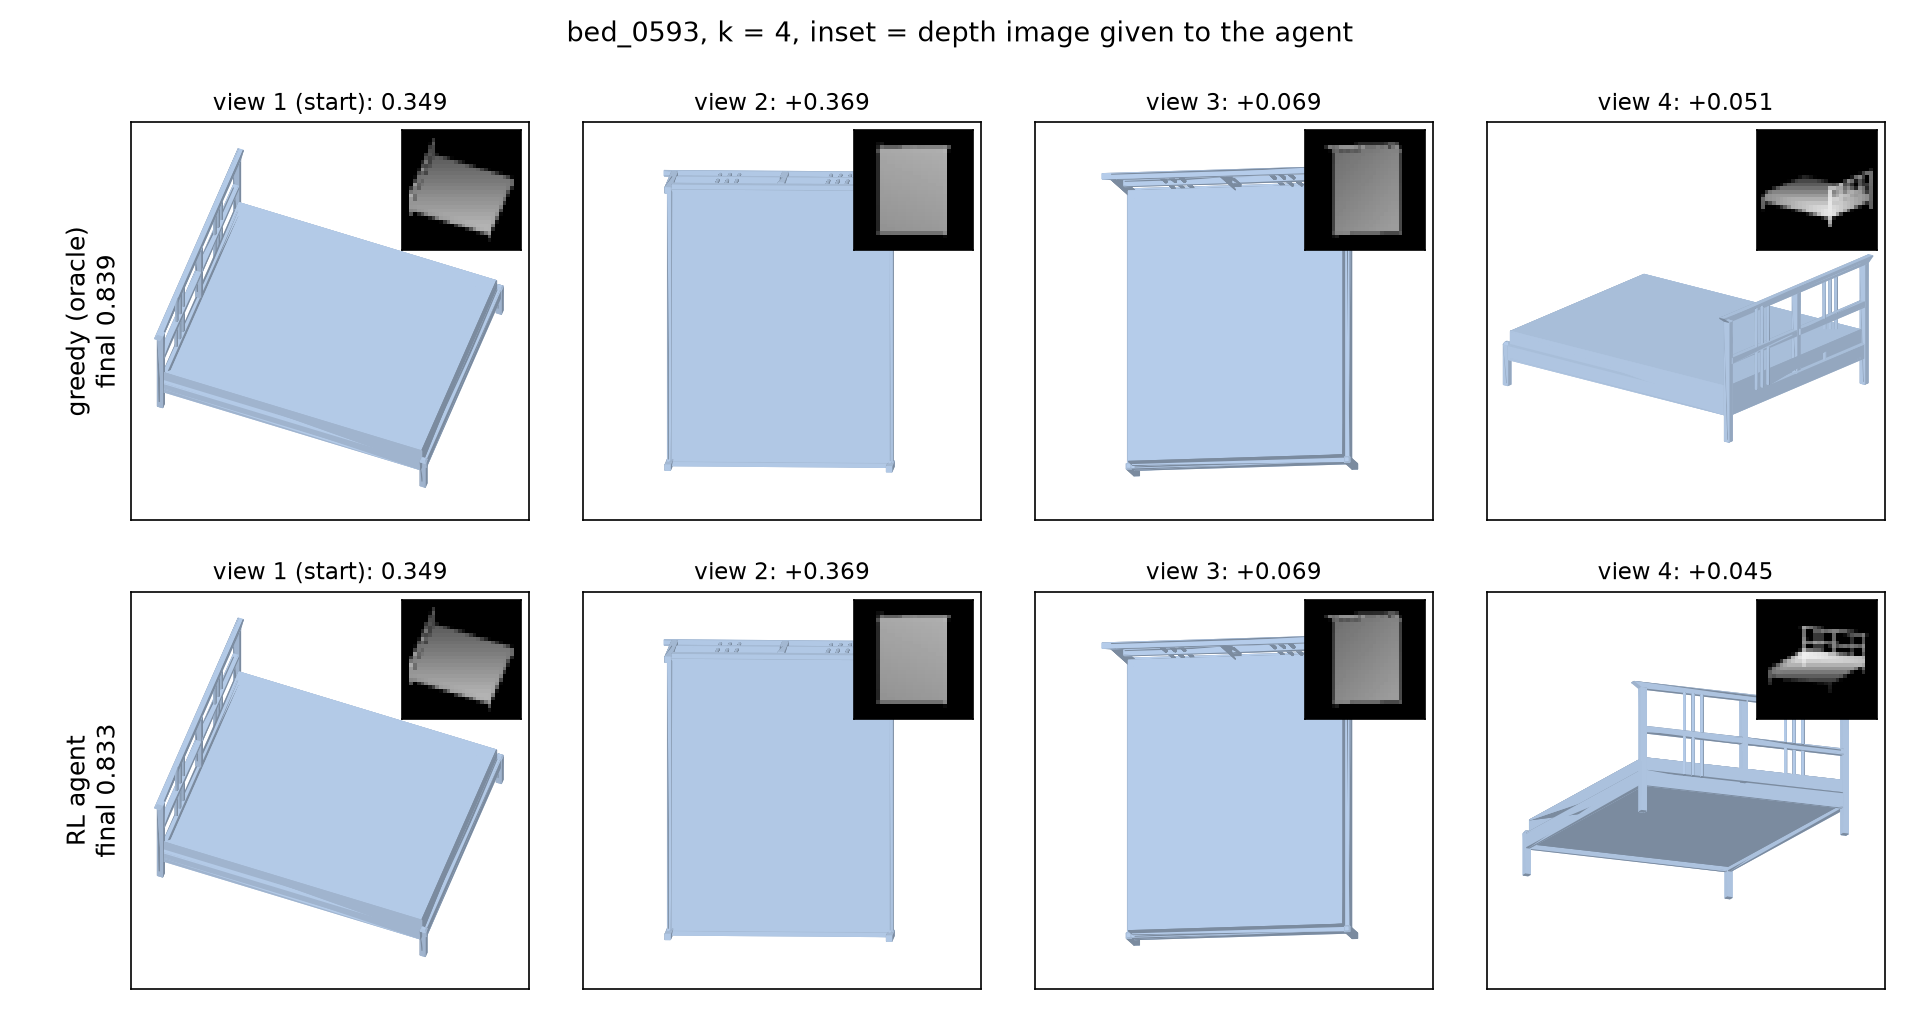 bed_0593, k = 4, inset = depth image given to the agent
view 1 (start): 0.349
view 2: +0.369
view 3: +0.069
view 4: +0.051
greedy (oracle)
final 0.839
view 1 (start): 0.349
view 2: +0.369
view 3: +0.069
view 4: +0.045
RL agent
final 0.833